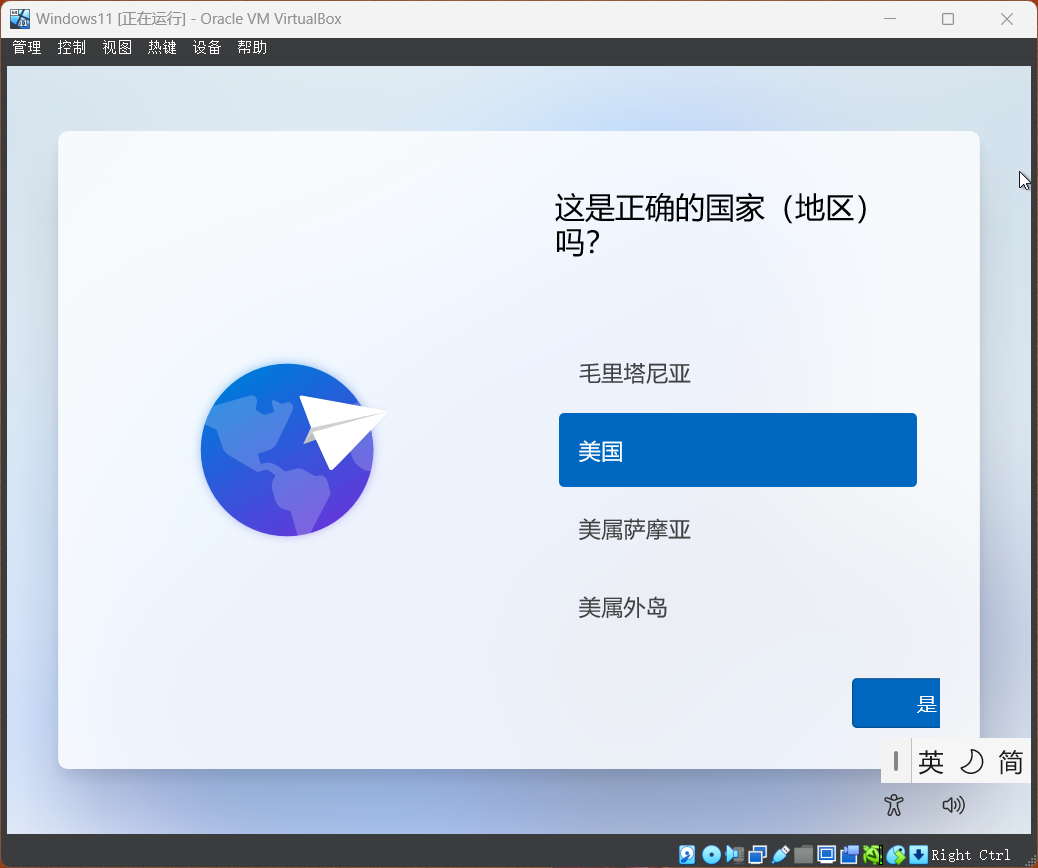 Windows11 [正在运行] - Oracle VM VirtualBox
管理 控制 视图 热键 设备 帮助
这是正确的国家（地区）
吗?
毛里塔尼亚
美国
美属萨摩亚
美属外岛
是
英 简
Right Ctrl